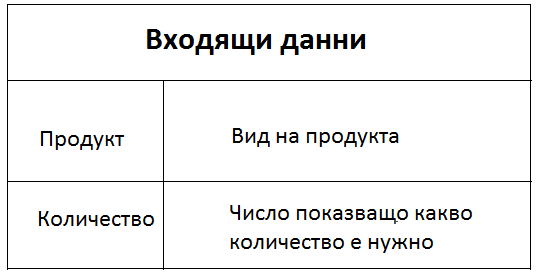 Входящи данни
Продукт
Вид на продукта
Количество
Число показващо какво
количество е нужно